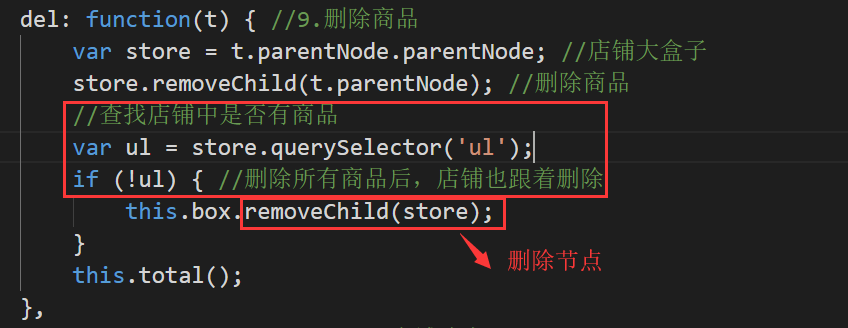 del: function(t) { //9.删除商品
var store = t.parentNode.parentNode; //店铺大盒子
store.removeChild(t.parentNode); //删除商品
//查找店铺中是否有商品
var ul = store.querySelector('ul');
if (!ul) { //删除所有商品后，店铺也跟着删除
this.box.removeChild(store);
删除节点
}
this.total();
},